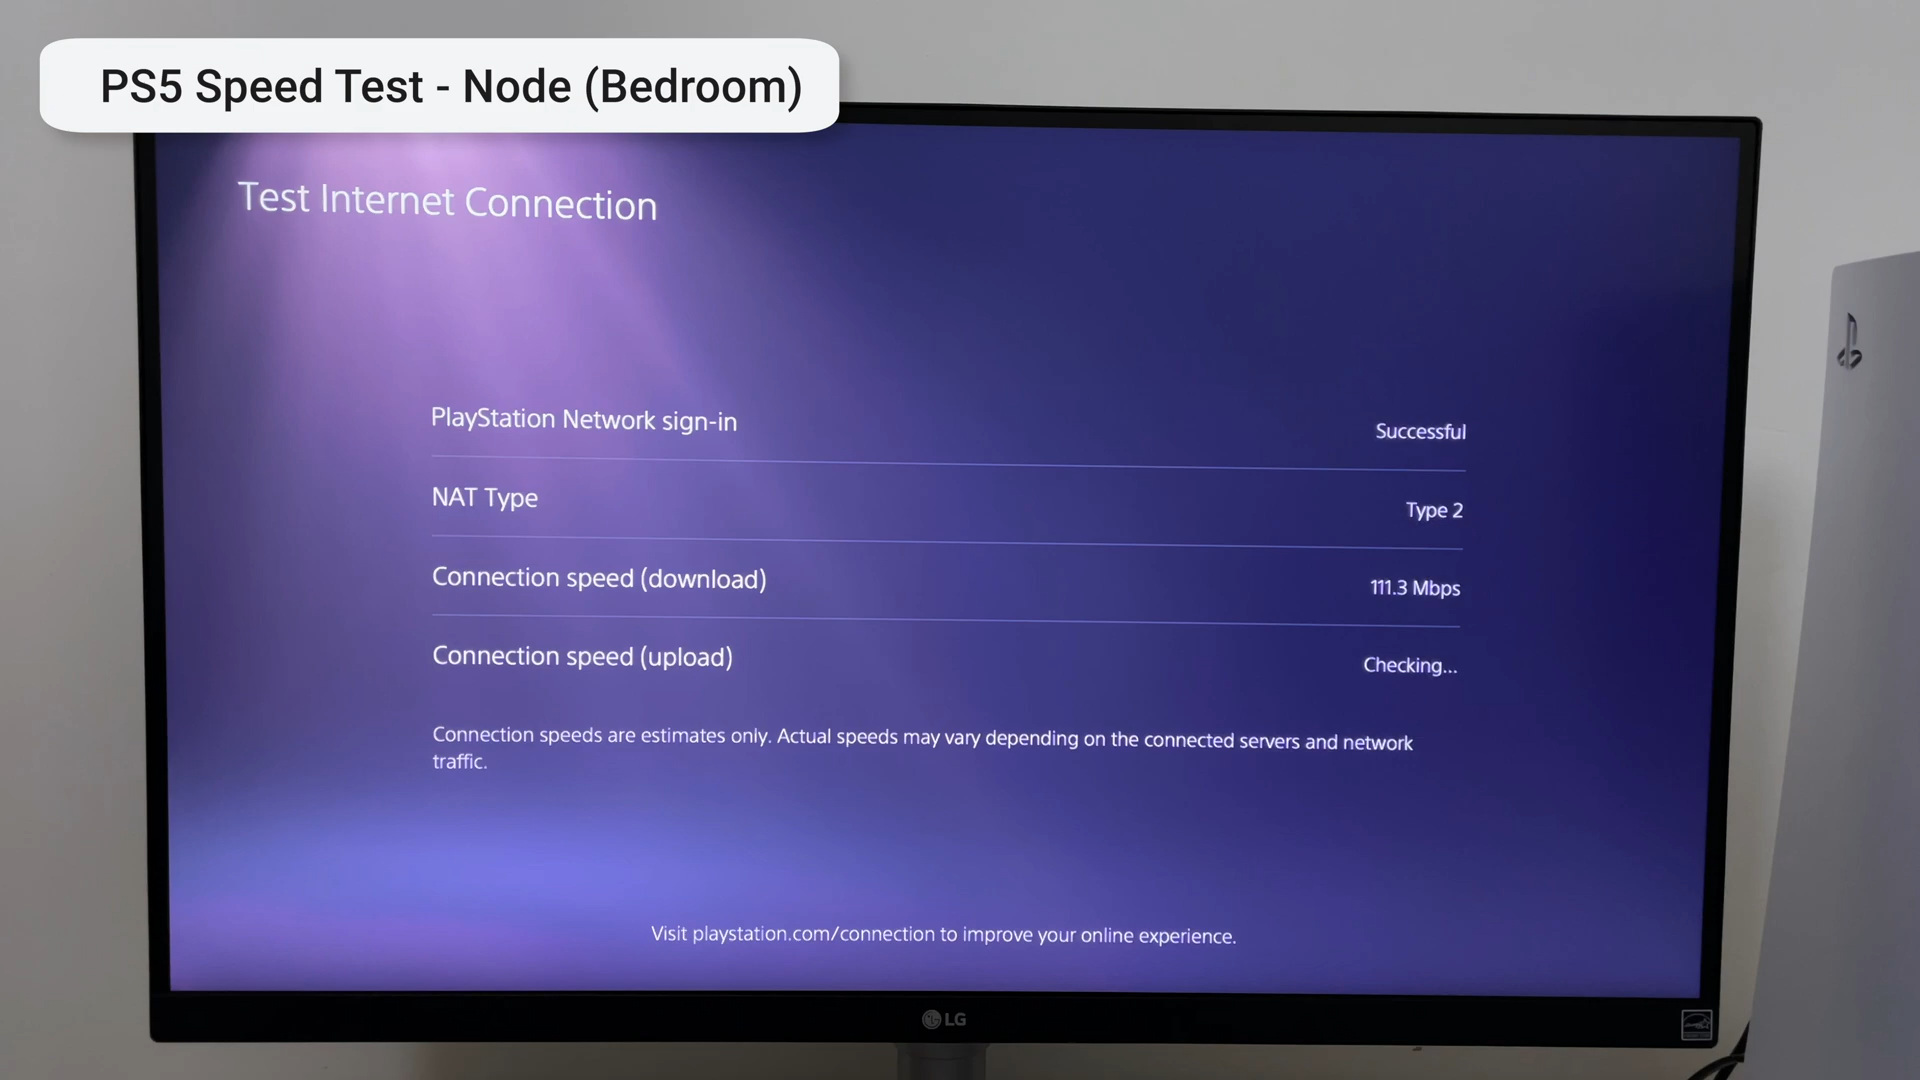 PS5 Speed Test - Node (Bedroom)
Test Internet Connection
PlayStation Network sign-in
Successful
NAT Type
Type 2
Connection speed (download)
111.3 Mbps
Connection speed (upload)
Checking...
Connection speeds are estimates only. Actual speeds may vary depending on the connected servers and network
traffic.
Visit playstation.com/connection to improve your online experience.
LG